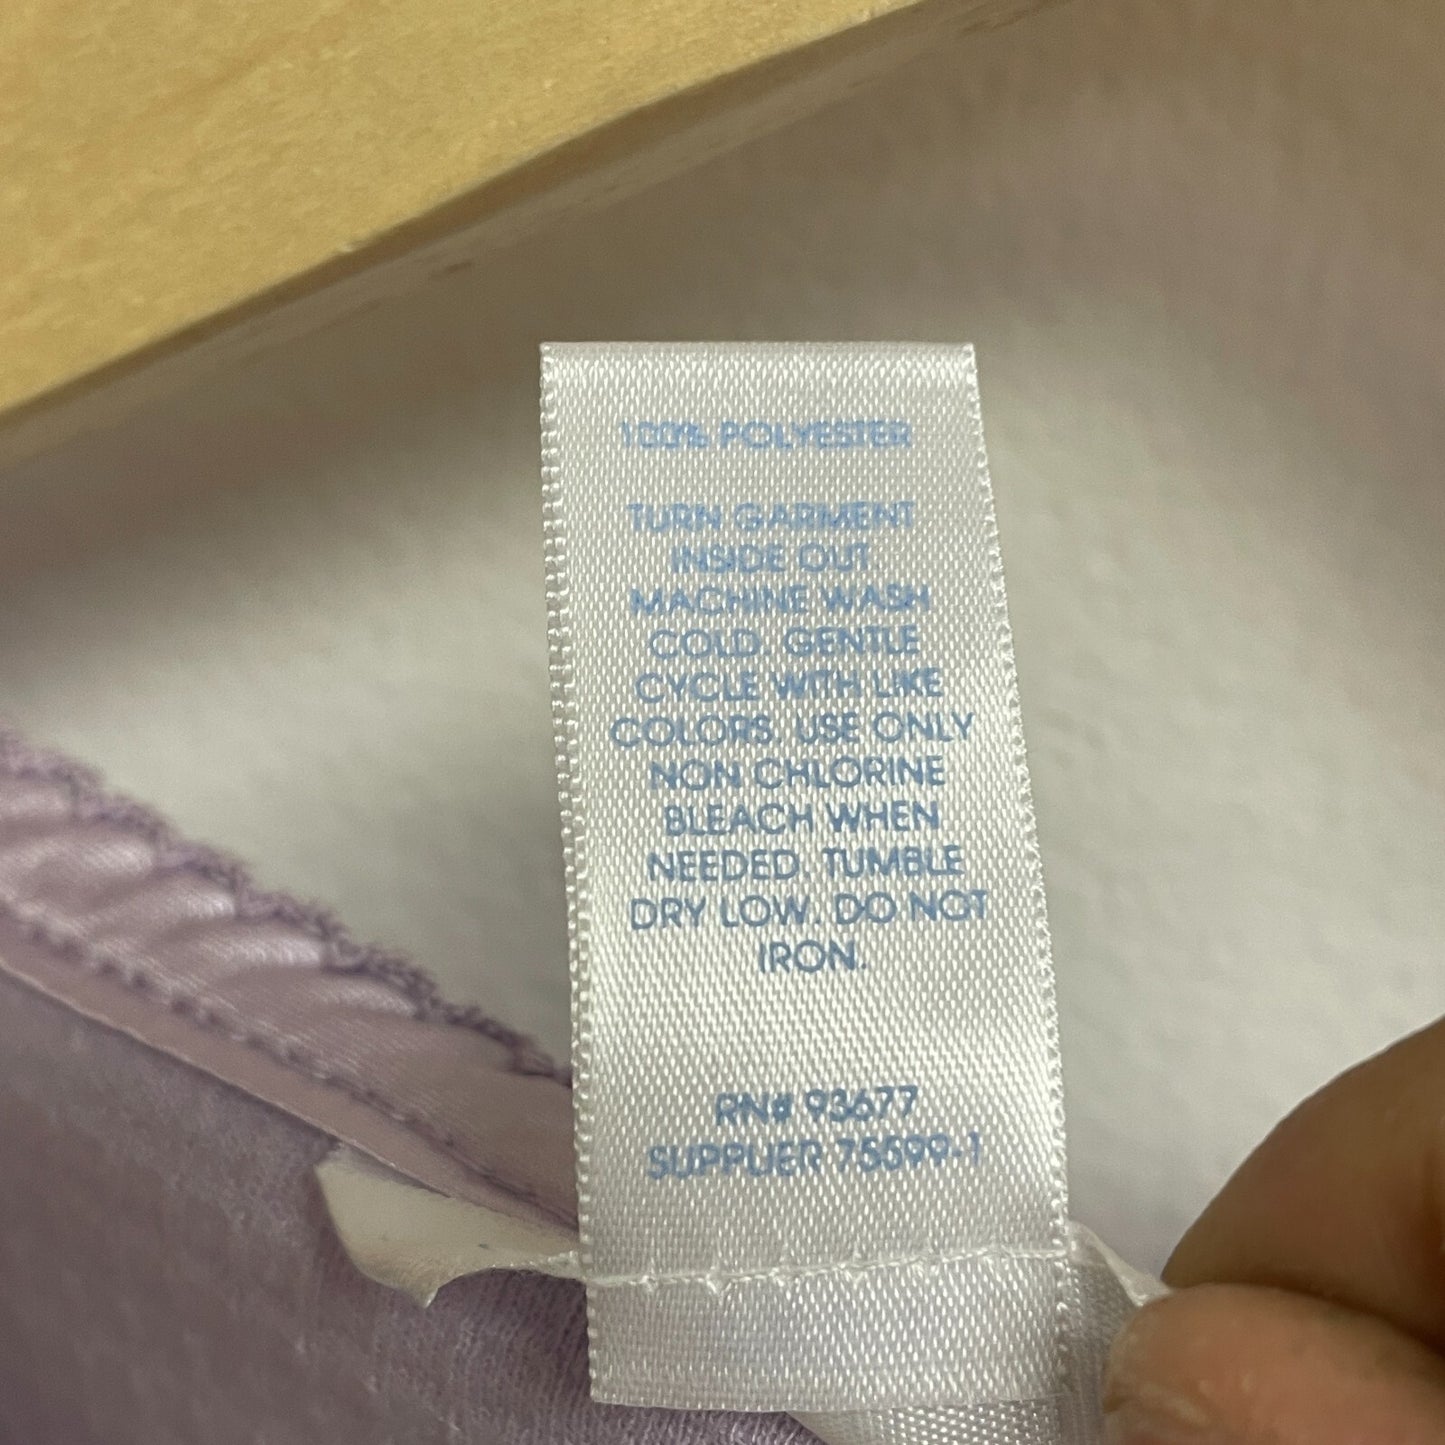 100% POLYESTER
TURN GARMENT
INSIDE OUT
MACHINE WASH
COLD. GENTLE
CYCLE WITH LIKE
COLORS. USE ONLY
NON CHLORINE
BLEACH WHEN
NEEDED. TUMBLE
DRY LOW. DO NOT
IRON.
RN# 93677
SUPPLIER 75599-1